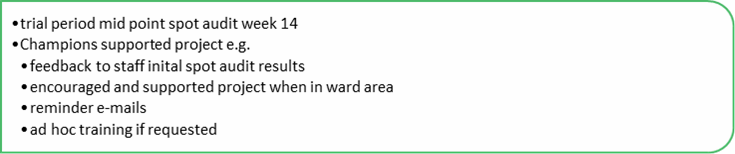 •trial period mid point spot audit week 14
•Champions supported project e.g.
•feedback to staff inital spot audit results
•encouraged and supported project when in ward area
•reminder e-mails
•ad hoc training if requested